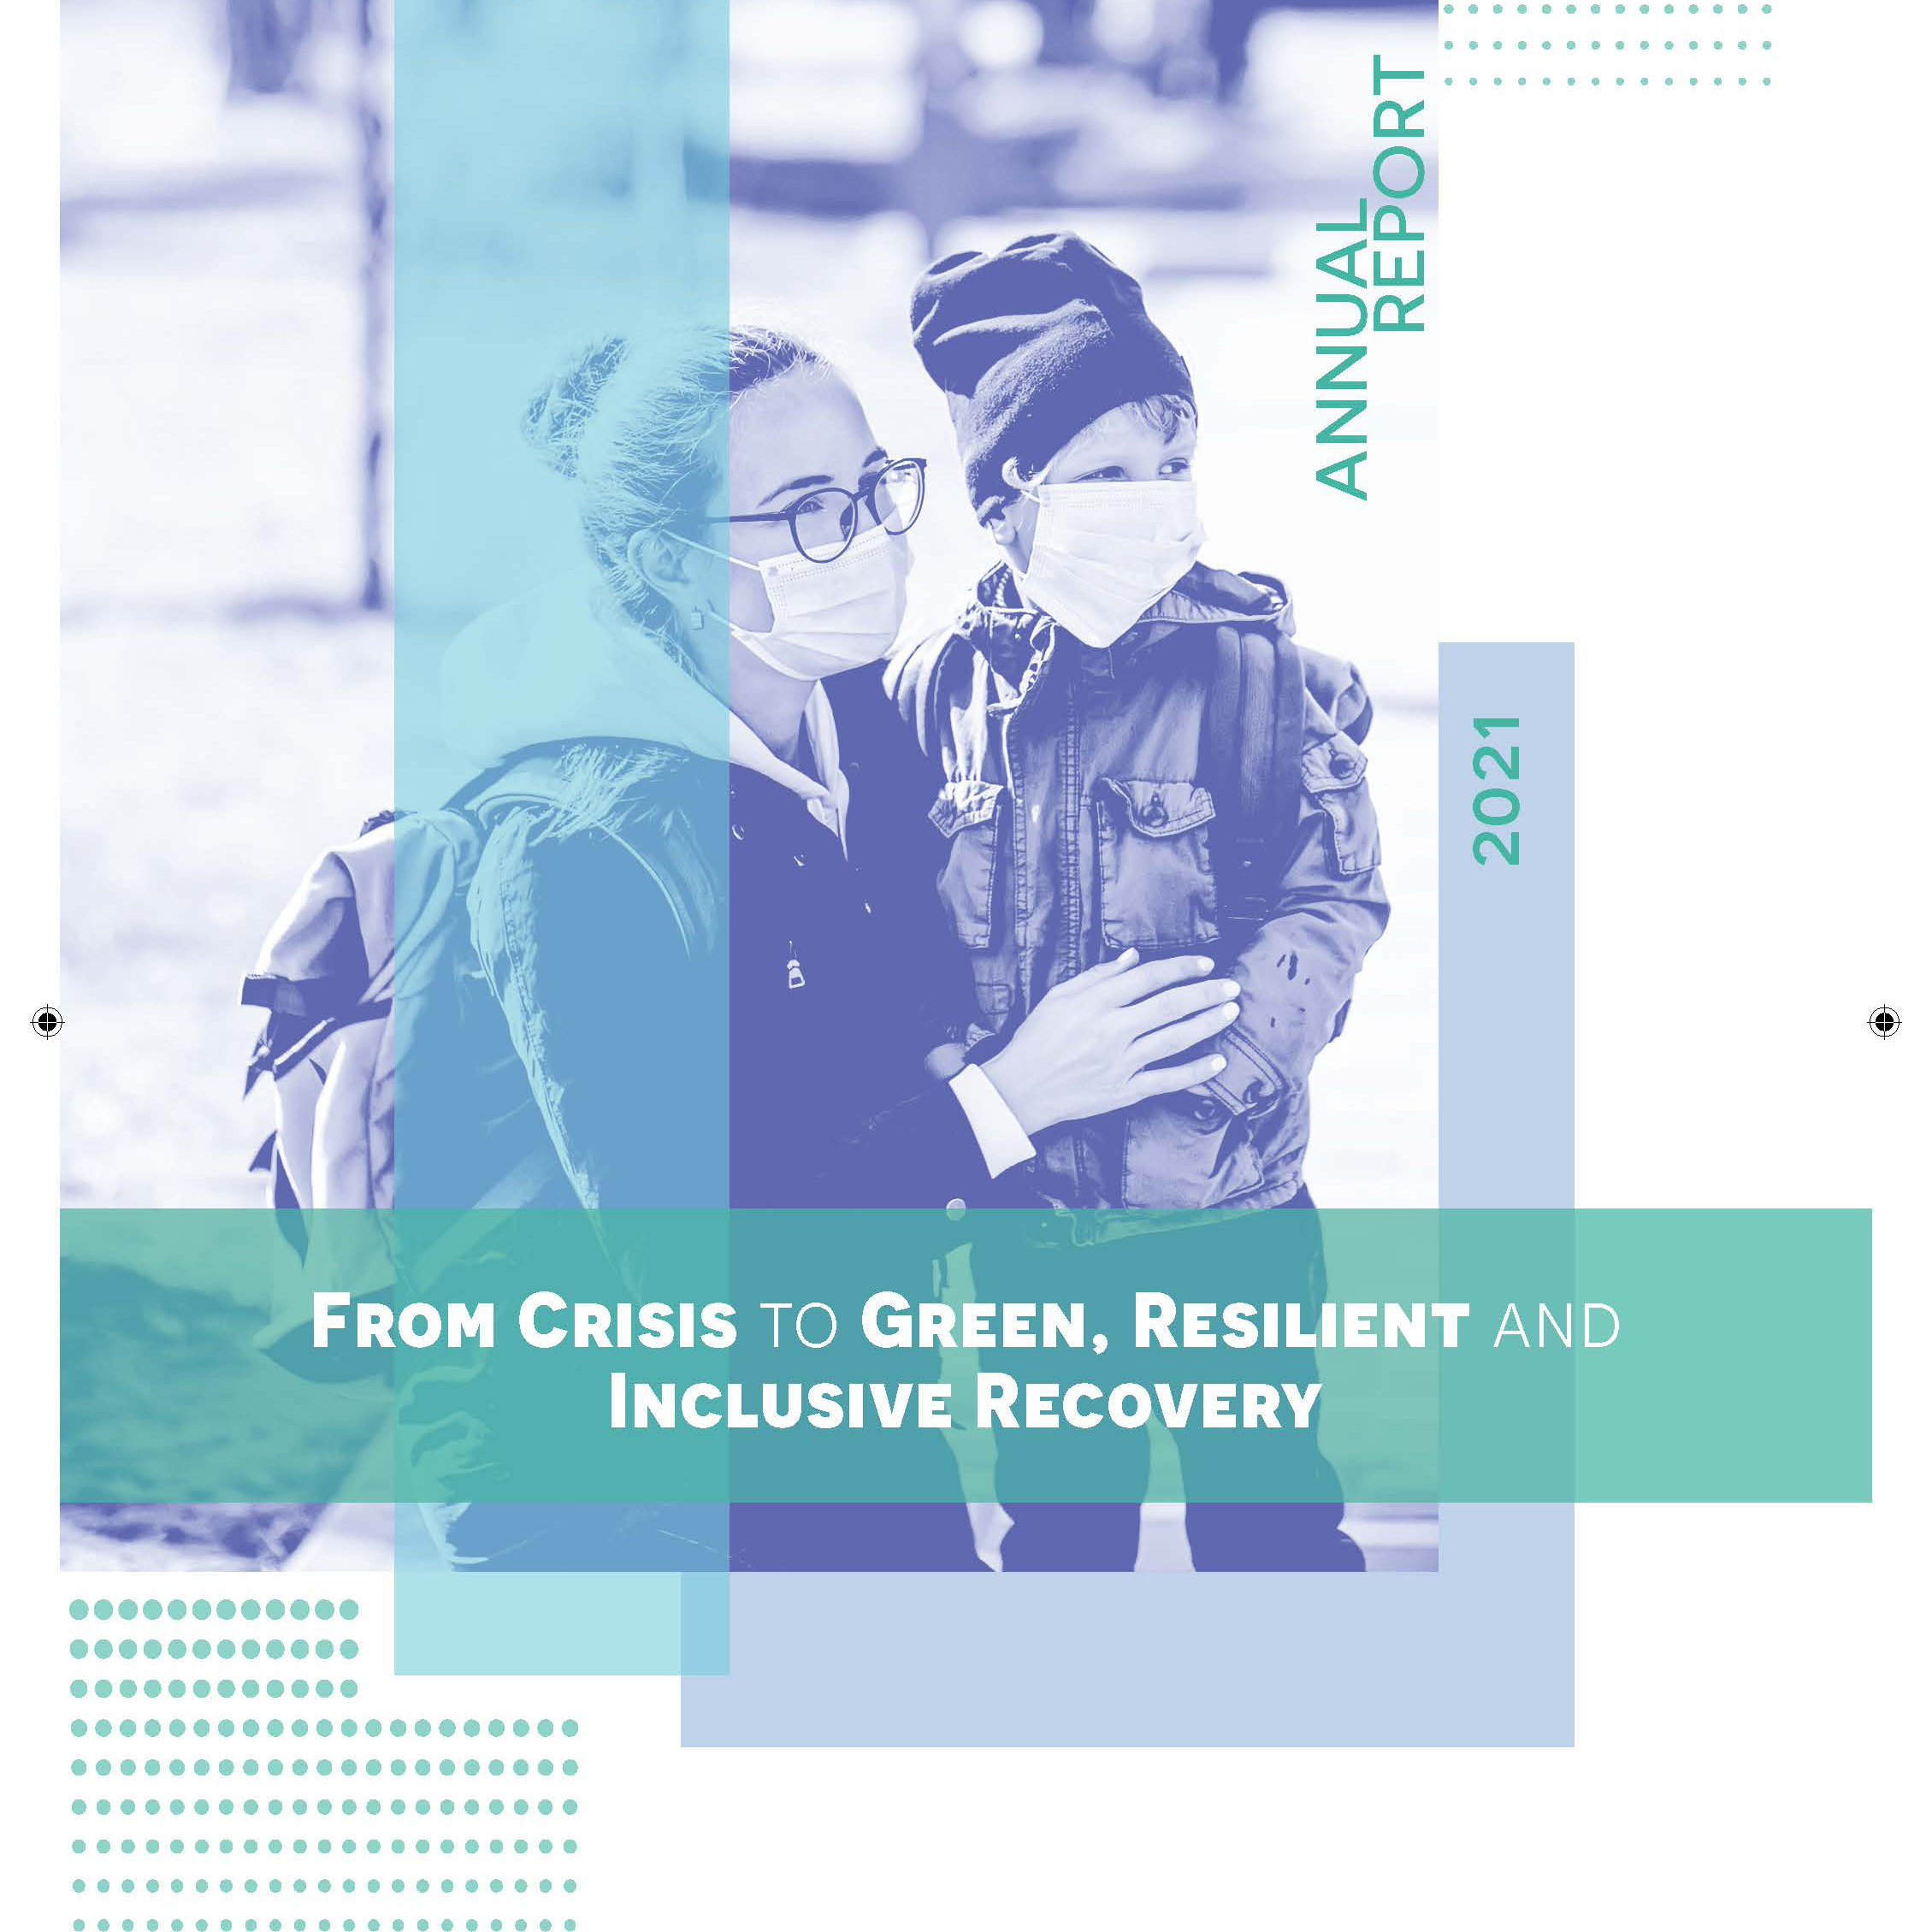 ANNUAL
REPORT
2021
FROM CRISIS TO GREEN, RESILIENT AND
INCLUSIVE RECOVERY